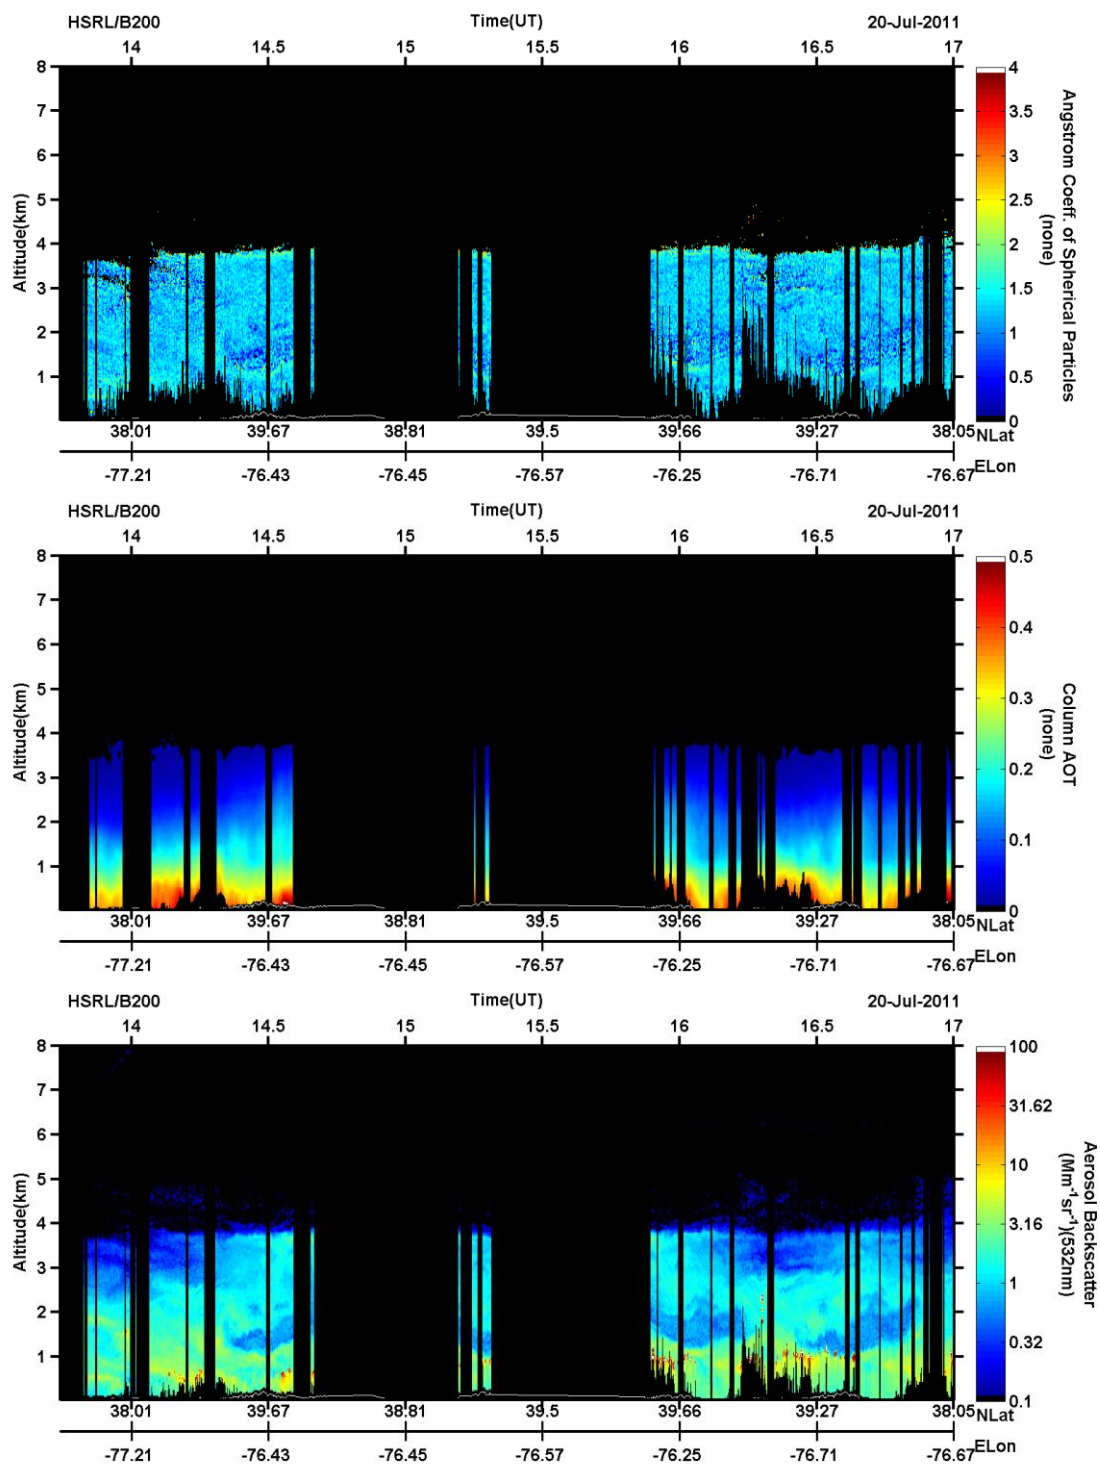 HSRL/B200 Time(UT) 20-Jul-2011
14 14.5 15 15.5 16 16.5 17
8
7
6
5
4
3
2
1
Altitude(km)
4
3.5
3
2.5
2
1.5
1
0.5
0
Angstrom Coeff. of Spherical Particles
(none)
38.01 39.67 38.81 39.5 39.66 39.27 38.05 NLat
-77.21 -76.43 -76.45 -76.57 -76.25 -76.71 -76.67 ELon
HSRL/B200 Time(UT) 20-Jul-2011
14 14.5 15 15.5 16 16.5 17
8
7
6
5
4
3
2
1
Altitude(km)
0.5
0.4
0.3
0.2
0.1
0
Column AOT
(none)
38.01 39.67 38.81 39.5 39.66 39.27 38.05 NLat
-77.21 -76.43 -76.45 -76.57 -76.25 -76.71 -76.67 ELon
HSRL/B200 Time(UT) 20-Jul-2011
14 14.5 15 15.5 16 16.5 17
8
7
6
5
4
3
2
1
Altitude(km)
100
31.62
10
3.16
1
0.32
0.1
Aerosol Backscatter
(Mm⁻¹sr⁻¹)(532nm)
38.01 39.67 38.81 39.5 39.66 39.27 38.05 NLat
-77.21 -76.43 -76.45 -76.57 -76.25 -76.71 -76.67 ELon